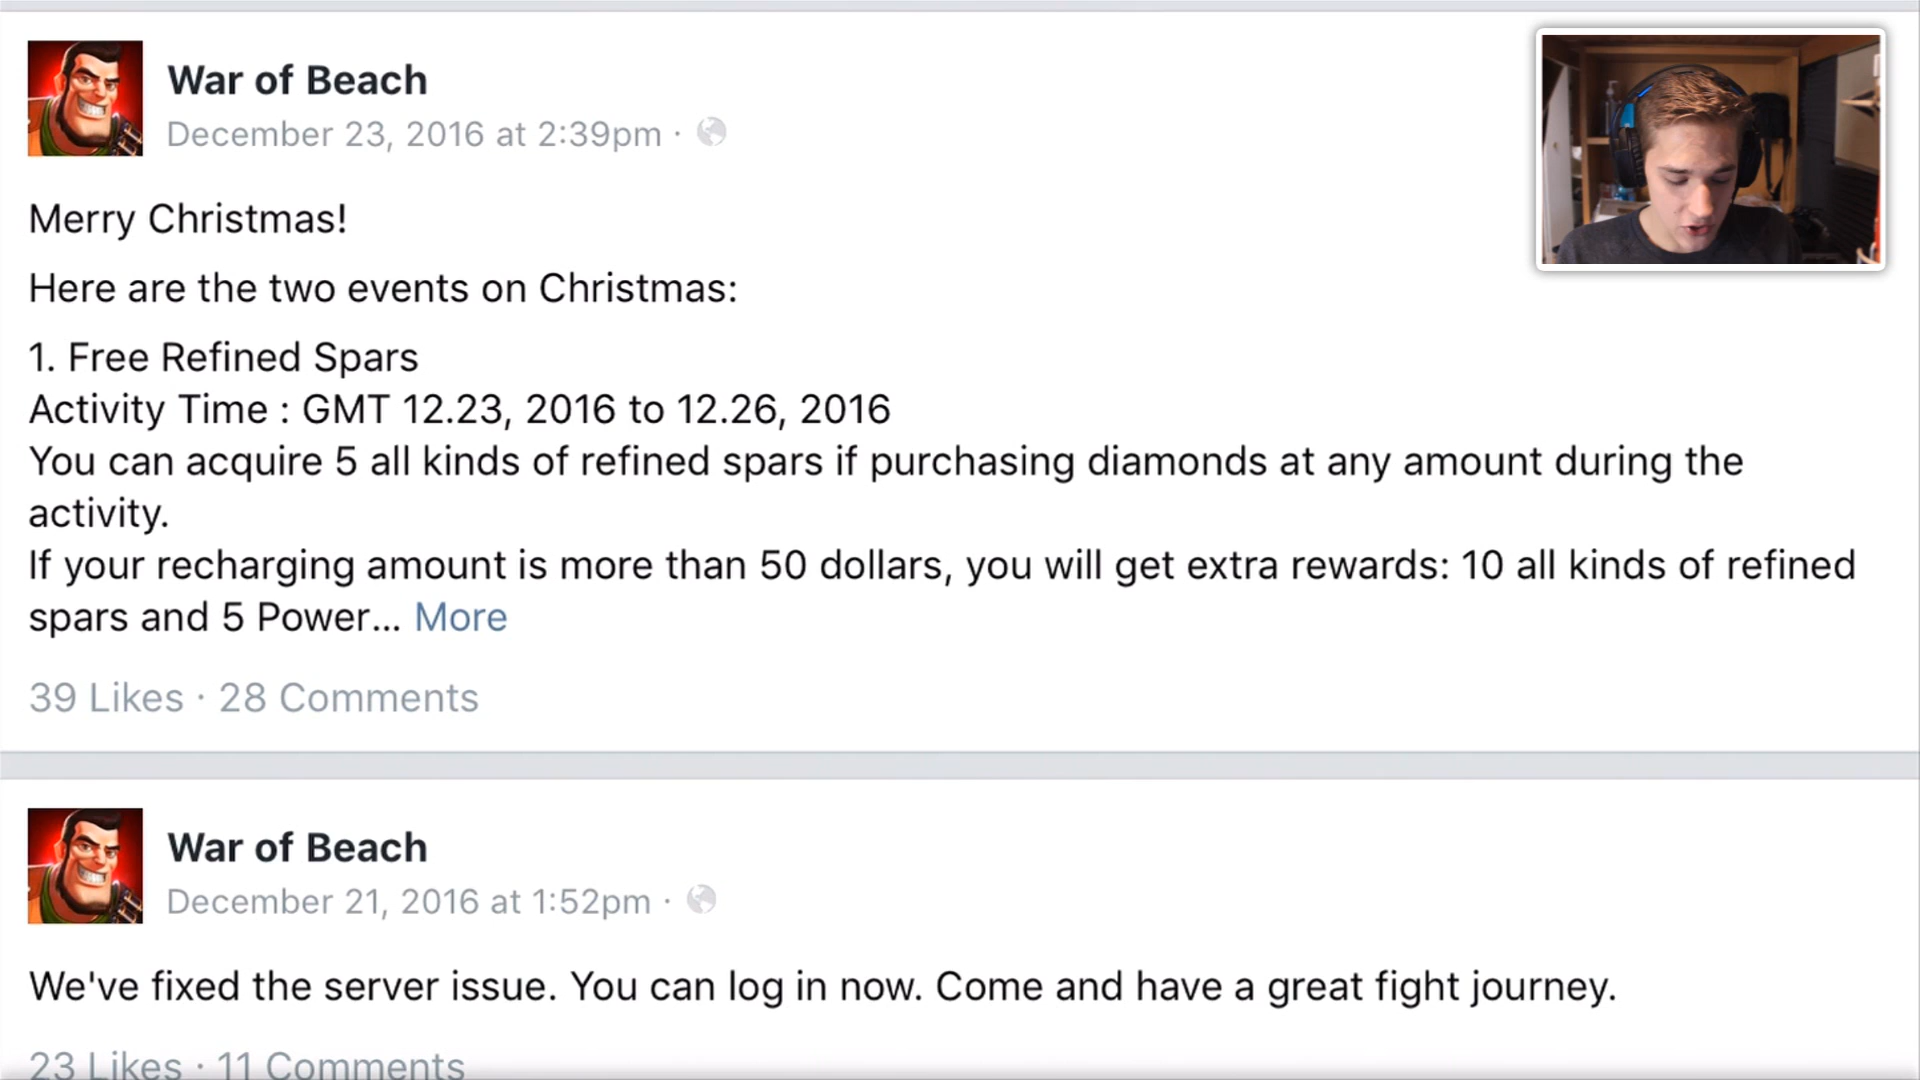 War of Beach
December 23, 2016 at 2:39pm ·
Merry Christmas!
Here are the two events on Christmas:
1. Free Refined Spars
Activity Time : GMT 12.23, 2016 to 12.26, 2016
You can acquire 5 all kinds of refined spars if purchasing diamonds at any amount during the
activity.
If your recharging amount is more than 50 dollars, you will get extra rewards: 10 all kinds of refined
spars and 5 Power... More
39 Likes · 28 Comments
War of Beach
December 21, 2016 at 1:52pm ·
We've fixed the server issue. You can log in now. Come and have a great fight journey.
23 Likes · 11 Comments